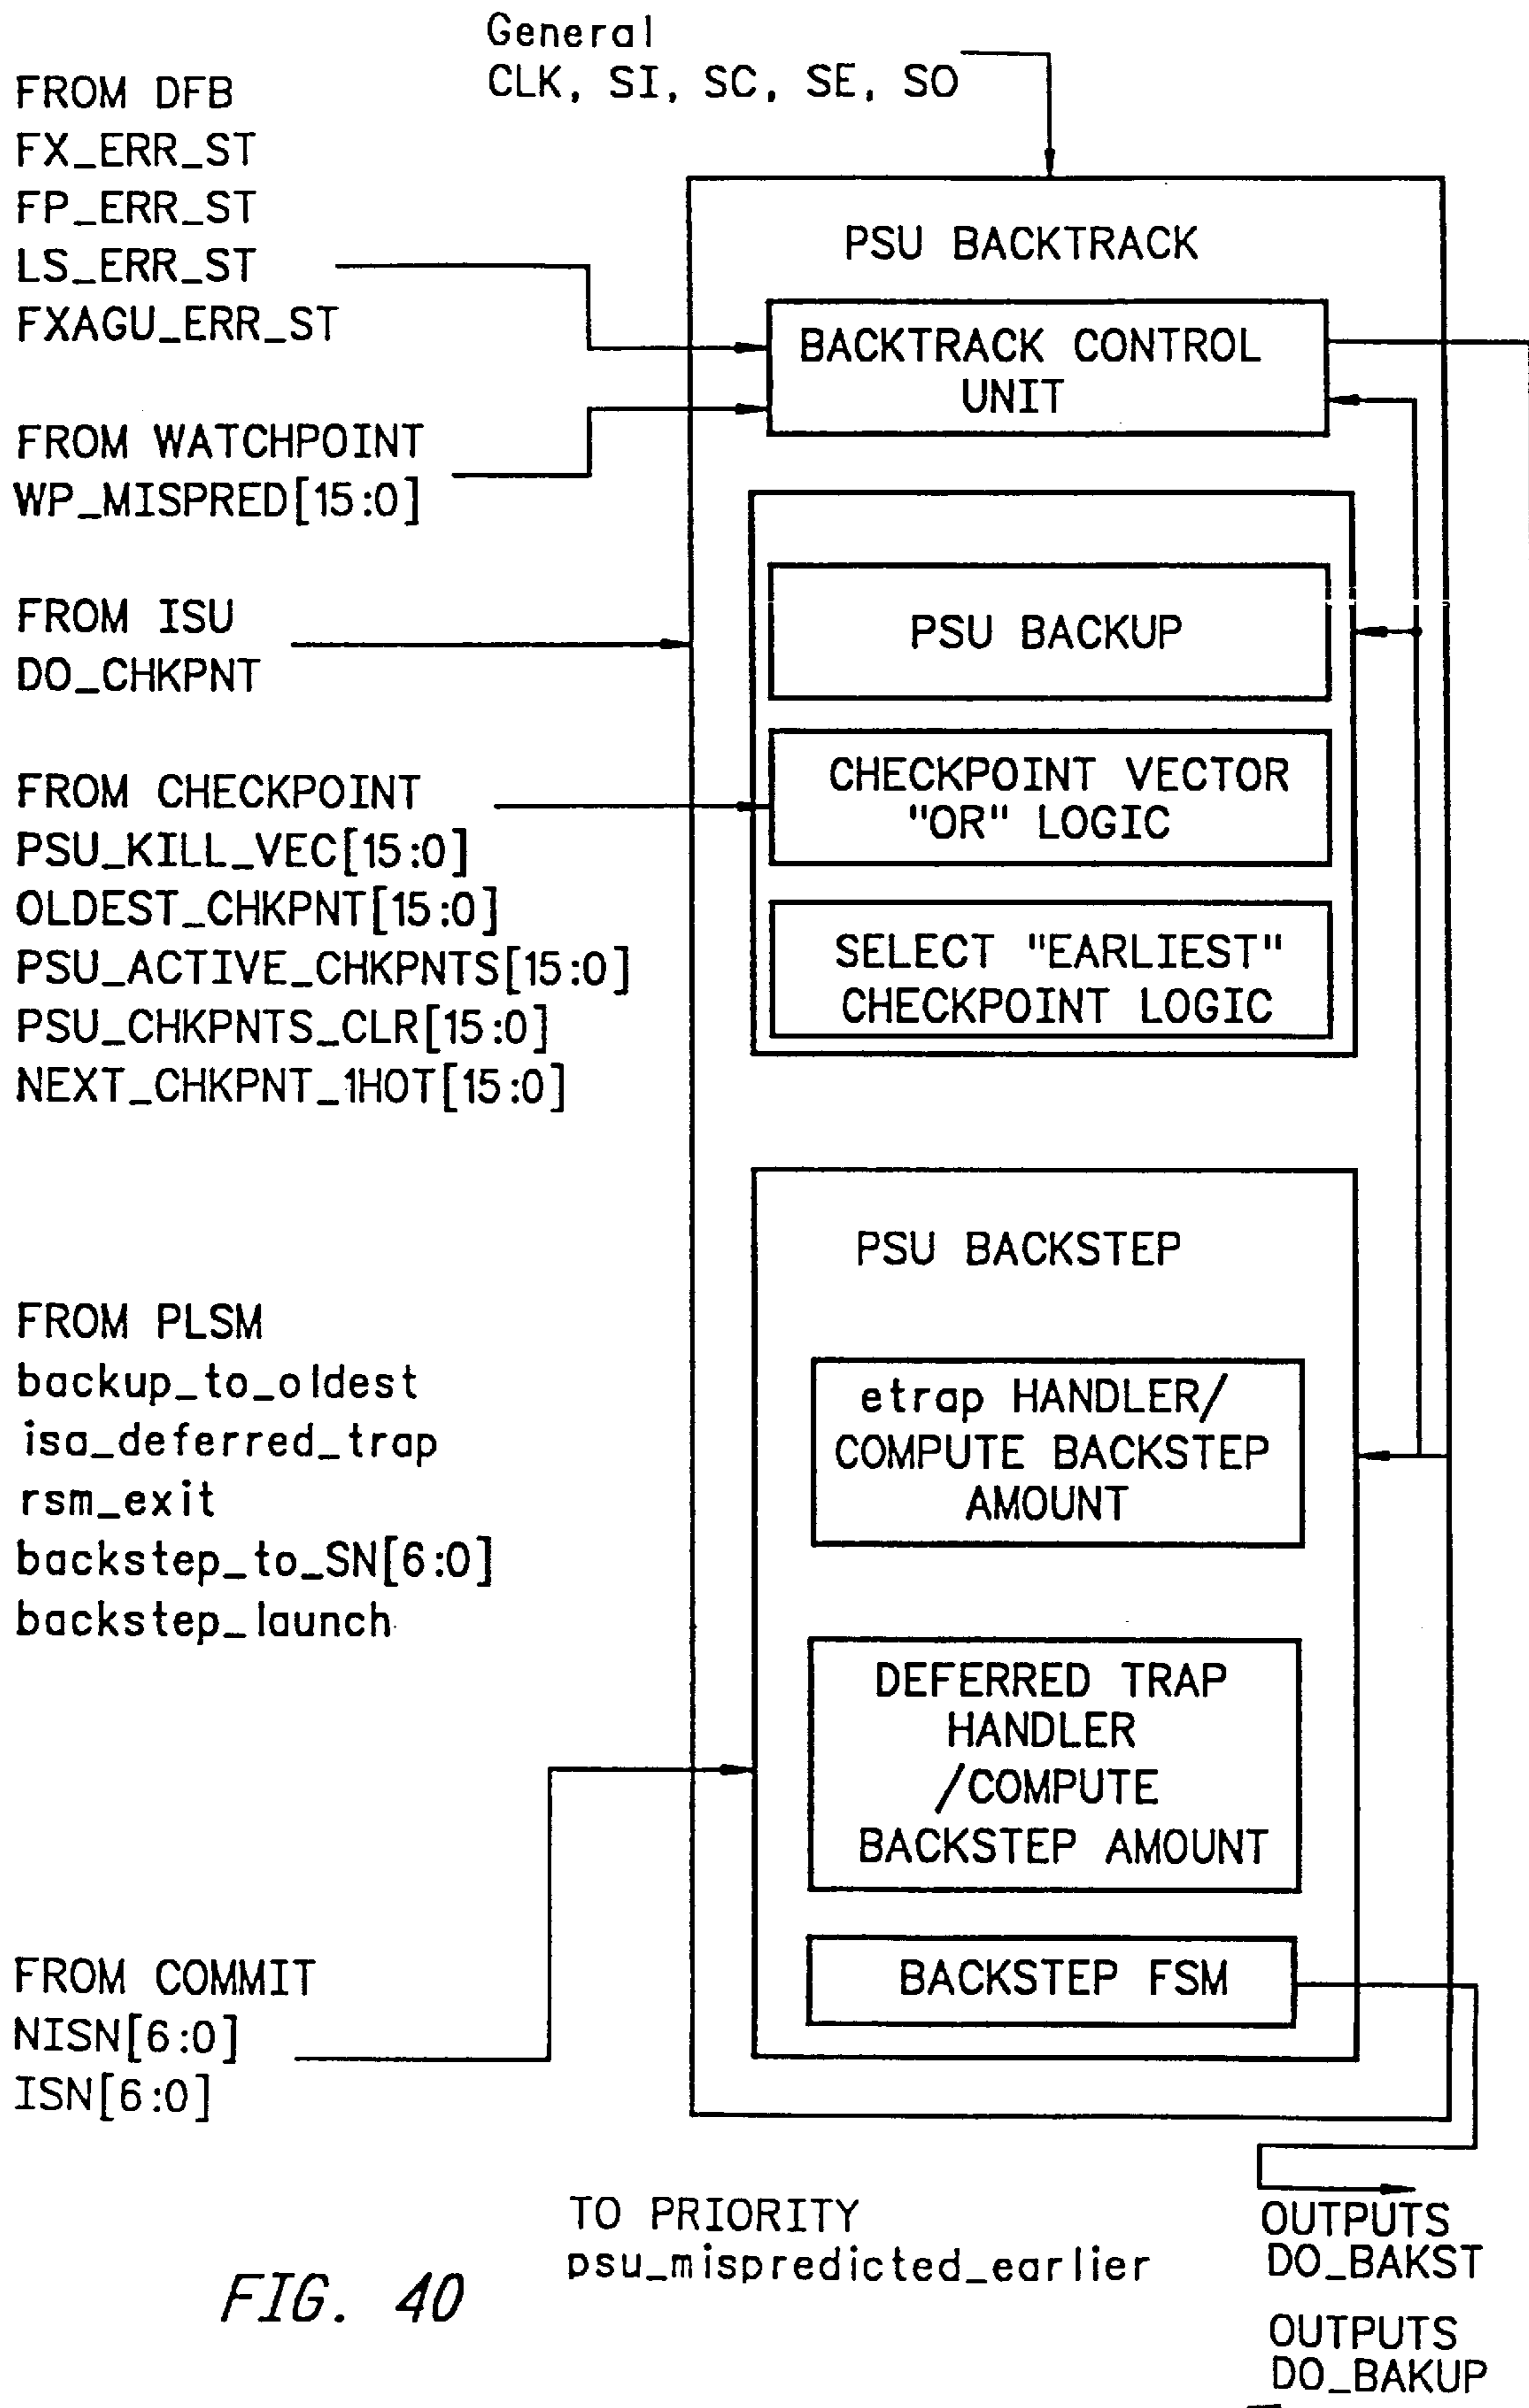 General
CLK, SI, SC, SE, SO
FROM DFB
FX_ERR_ST
FP_ERR_ST
LS_ERR_ST
FXAGU_ERR_ST
FROM WATCHPOINT
WP_MISPRED[15:0]
FROM ISU
DO_CHKPNT
FROM CHECKPOINT
PSU_KILL_VEC[15:0]
OLDEST_CHKPNT[15:0]
PSU_ACTIVE_CHKPNTS[15:0]
PSU_CHKPNTS_CLR[15:0]
NEXT_CHKPNT_1HOT[15:0]
FROM PLSM
backup_to_oldest
isa_deferred_trap
rsm_exit
backstep_to_SN[6:0]
backstep_launch
FROM COMMIT
NISN[6:0]
ISN[6:0]
PSU BACKTRACK
BACKTRACK CONTROL
UNIT
PSU BACKUP
CHECKPOINT VECTOR
"OR" LOGIC
SELECT "EARLIEST"
CHECKPOINT LOGIC
PSU BACKSTEP
etrap HANDLER/
COMPUTE BACKSTEP
AMOUNT
DEFERRED TRAP
HANDLER
/COMPUTE
BACKSTEP AMOUNT
BACKSTEP FSM
TO PRIORITY
psu_mispredicted_earlier
OUTPUTS
DO_BAKST
OUTPUTS
DO_BAKUP
FIG. 40